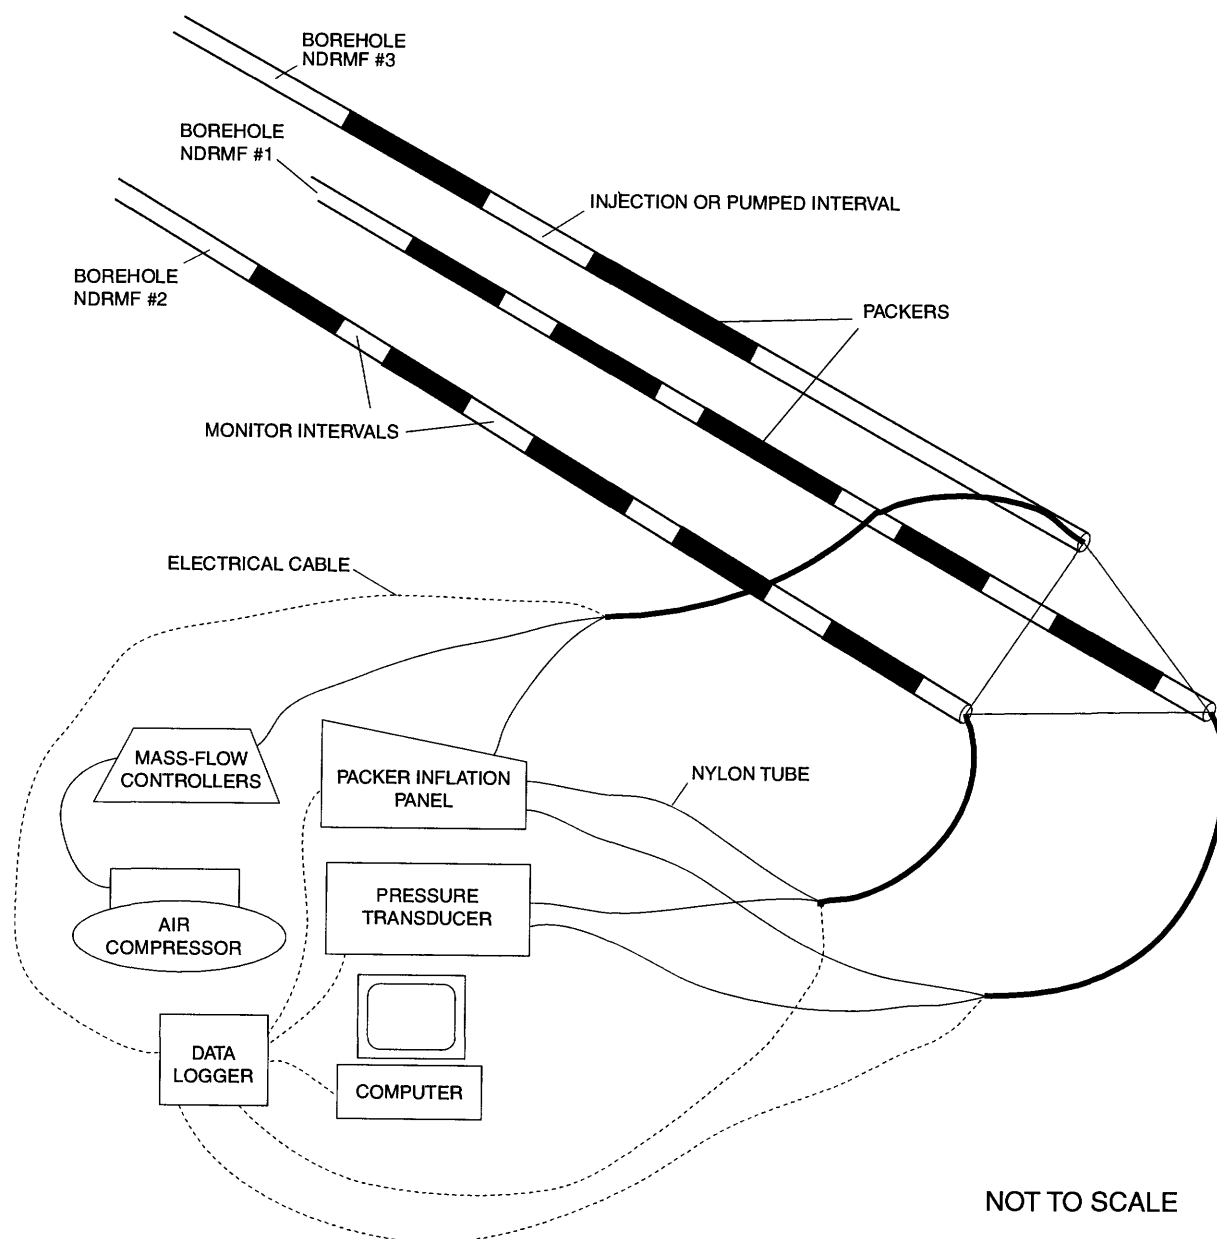 BOREHOLE
NDRMF #3
BOREHOLE
NDRMF #1
INJECTION OR PUMPED INTERVAL
BOREHOLE
NDRMF #2
PACKERS
MONITOR INTERVALS
ELECTRICAL CABLE
MASS-FLOW
CONTROLLERS
PACKER INFLATION
PANEL
NYLON TUBE
PRESSURE
TRANSDUCER
AIR
COMPRESSOR
DATA
LOGGER
COMPUTER
NOT TO SCALE